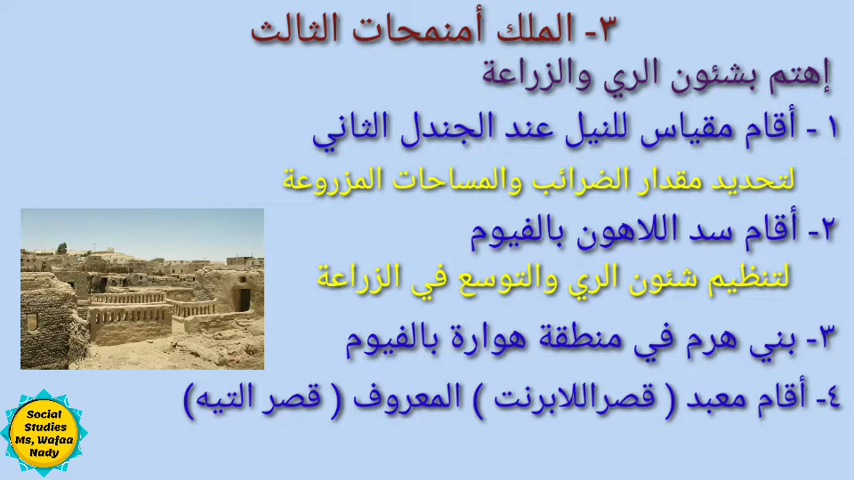 ٣- الملك أمنمحات الثالث
إهتم بشئون الري والزراعة
١ - أقام مقياس للنيل عند الجندل الثاني
لتحديد مقدار الضرائب والمساحات المزروعة
٢- أقام سد اللاهون بالفيوم
لتنظيم شئون الري والتوسع في الزراعة
٣- بني هرم في منطقة هوارة بالفيوم
٤- أقام معبد ( قصراللابرنت ) المعروف ( قصر التيه)
Social
Studies
Ms, Wafaa
Nady